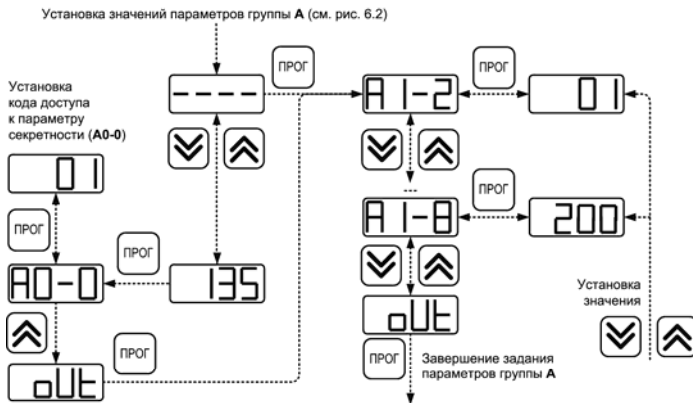 Установка значений параметров группы А (см. рис. 6.2)
ПРОГ
ПРОГ
----
A1-2
01
Установка
кода доступа
к параметру
секретности (А0-0)
01
...
ПРОГ
A1-8
200
ПРОГ
ПРОГ
A0-0
135
Установка
значения
oUt
ПРОГ
ПРОГ
Завершение задания
параметров группы А
oUt